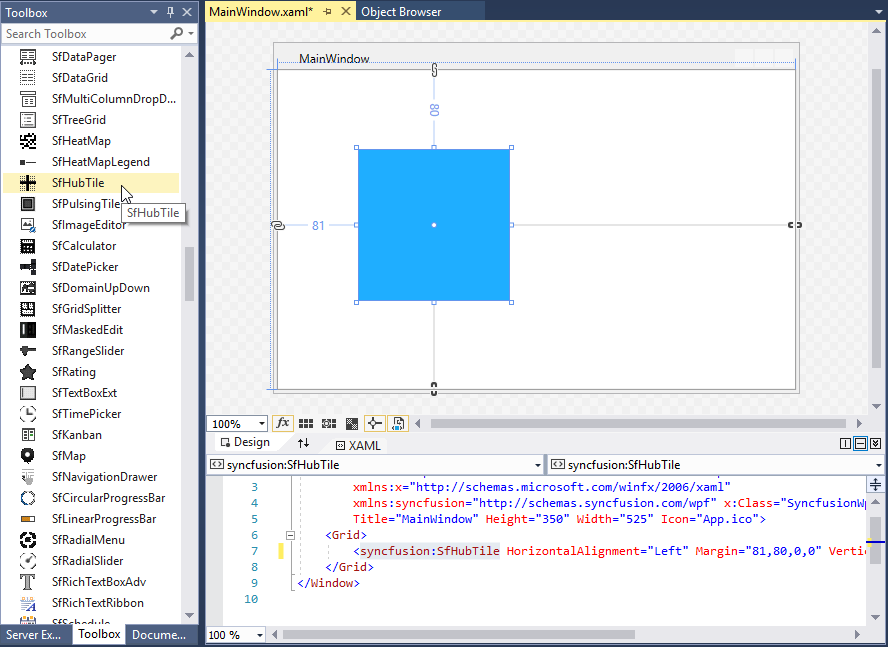 Toolbox
Search Toolbox
SfDataPager
SfDataGrid
SfMultiColumnDropD...
SfTreeGrid
SfHeatMap
SfHeatMapLegend
SfHubTile
SfPulsingTile
SfHubTile
SfImageEditor
SfCalculator
SfDatePicker
SfDomainUpDown
SfGridSplitter
SfMaskedEdit
SfRangeSlider
SfRating
SfTextBoxExt
SfTimePicker
SfKanban
SfMap
SfNavigationDrawer
SfCircularProgressBar
SfLinearProgressBar
SfRadialMenu
SfRadialSlider
SfRichTextBoxAdv
SfRichTextRibbon
SfSchedule
Server Ex... Toolbox Docume...
MainWindow.xaml* Object Browser
MainWindow
80
81
100% fx
Design XAML
syncfusion:SfHubTile syncfusion:SfHubTile
3 xmlns:x="http://schemas.microsoft.com/winfx/2006/xaml"
4 xmlns:syncfusion="http://schemas.syncfusion.com/wpf" x:Class="SyncfusionW
5 Title="MainWindow" Height="350" Width="525" Icon="App.ico">
6 <Grid>
7 <syncfusion:SfHubTile HorizontalAlignment="Left" Margin="81,80,0,0" Vertic
8 </Grid>
9 </Window>
10
100 %